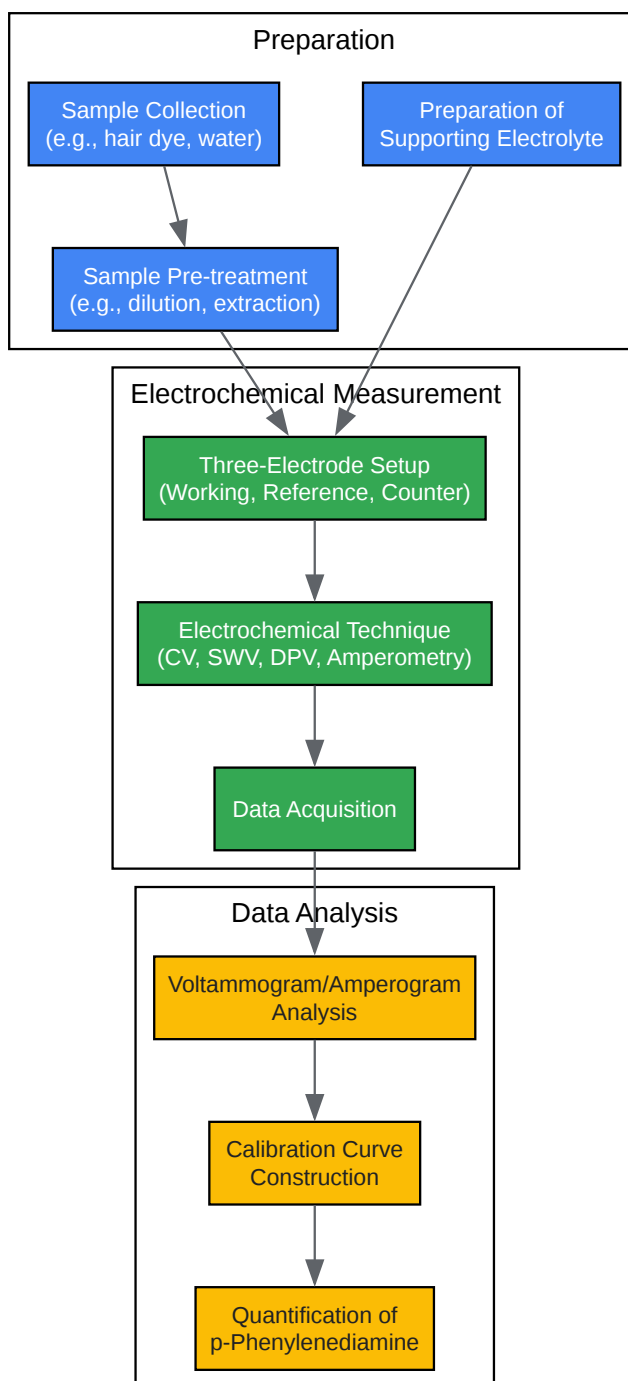 Preparation
Sample Collection
(e.g., hair dye, water)
Preparation of
Supporting Electrolyte
Sample Pre-treatment
(e.g., dilution, extraction)
Electrochemical Measurement
Three-Electrode Setup
(Working, Reference, Counter)
Electrochemical Technique
(CV, SWV, DPV, Amperometry)
Data Acquisition
Data Analysis
Voltammogram/Amperogram
Analysis
Calibration Curve
Construction
Quantification of
p-Phenylenediamine